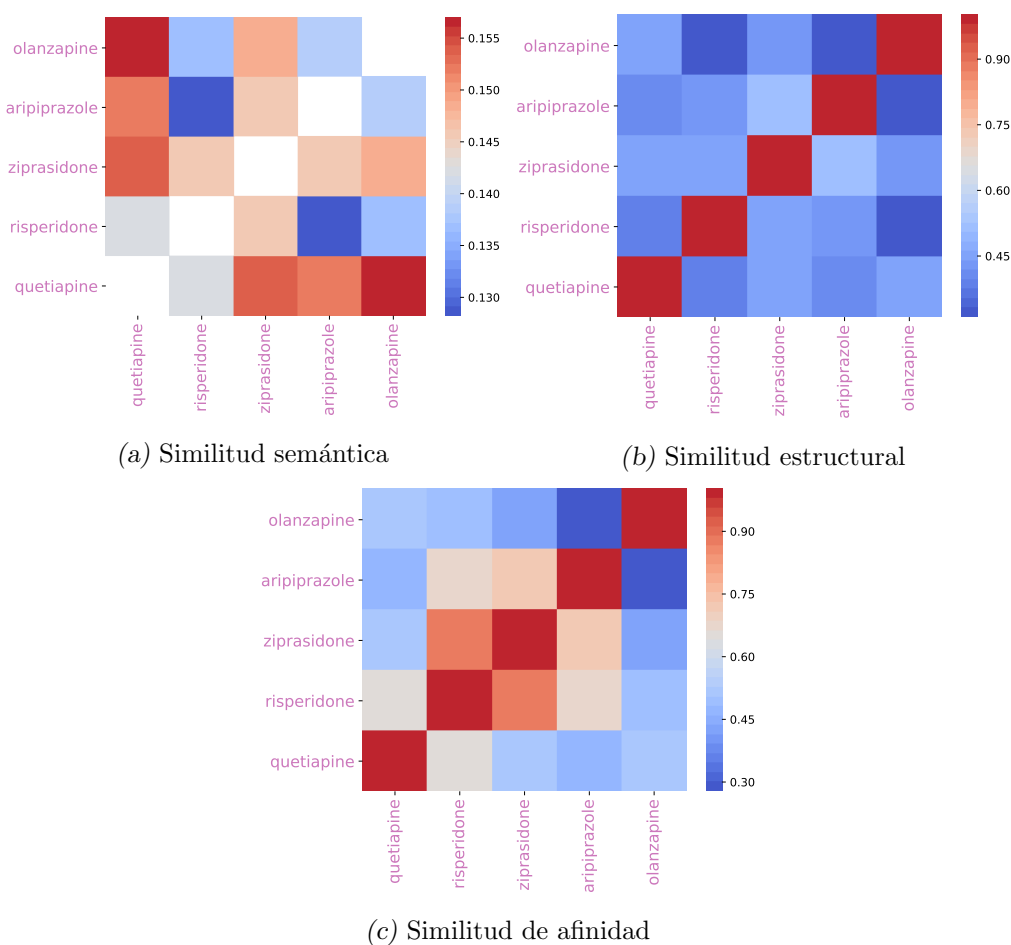 olanzapine
aripiprazole
ziprasidone
risperidone
quetiapine
quetiapine
risperidone
ziprasidone
aripiprazole
olanzapine
0.155
0.150
0.145
0.140
0.135
0.130
(a) Similitud semántica
olanzapine
aripiprazole
ziprasidone
risperidone
quetiapine
quetiapine
risperidone
ziprasidone
aripiprazole
olanzapine
0.90
0.75
0.60
0.45
(b) Similitud estructural
olanzapine
aripiprazole
ziprasidone
risperidone
quetiapine
quetiapine
risperidone
ziprasidone
aripiprazole
olanzapine
0.90
0.75
0.60
0.45
0.30
(c) Similitud de afinidad